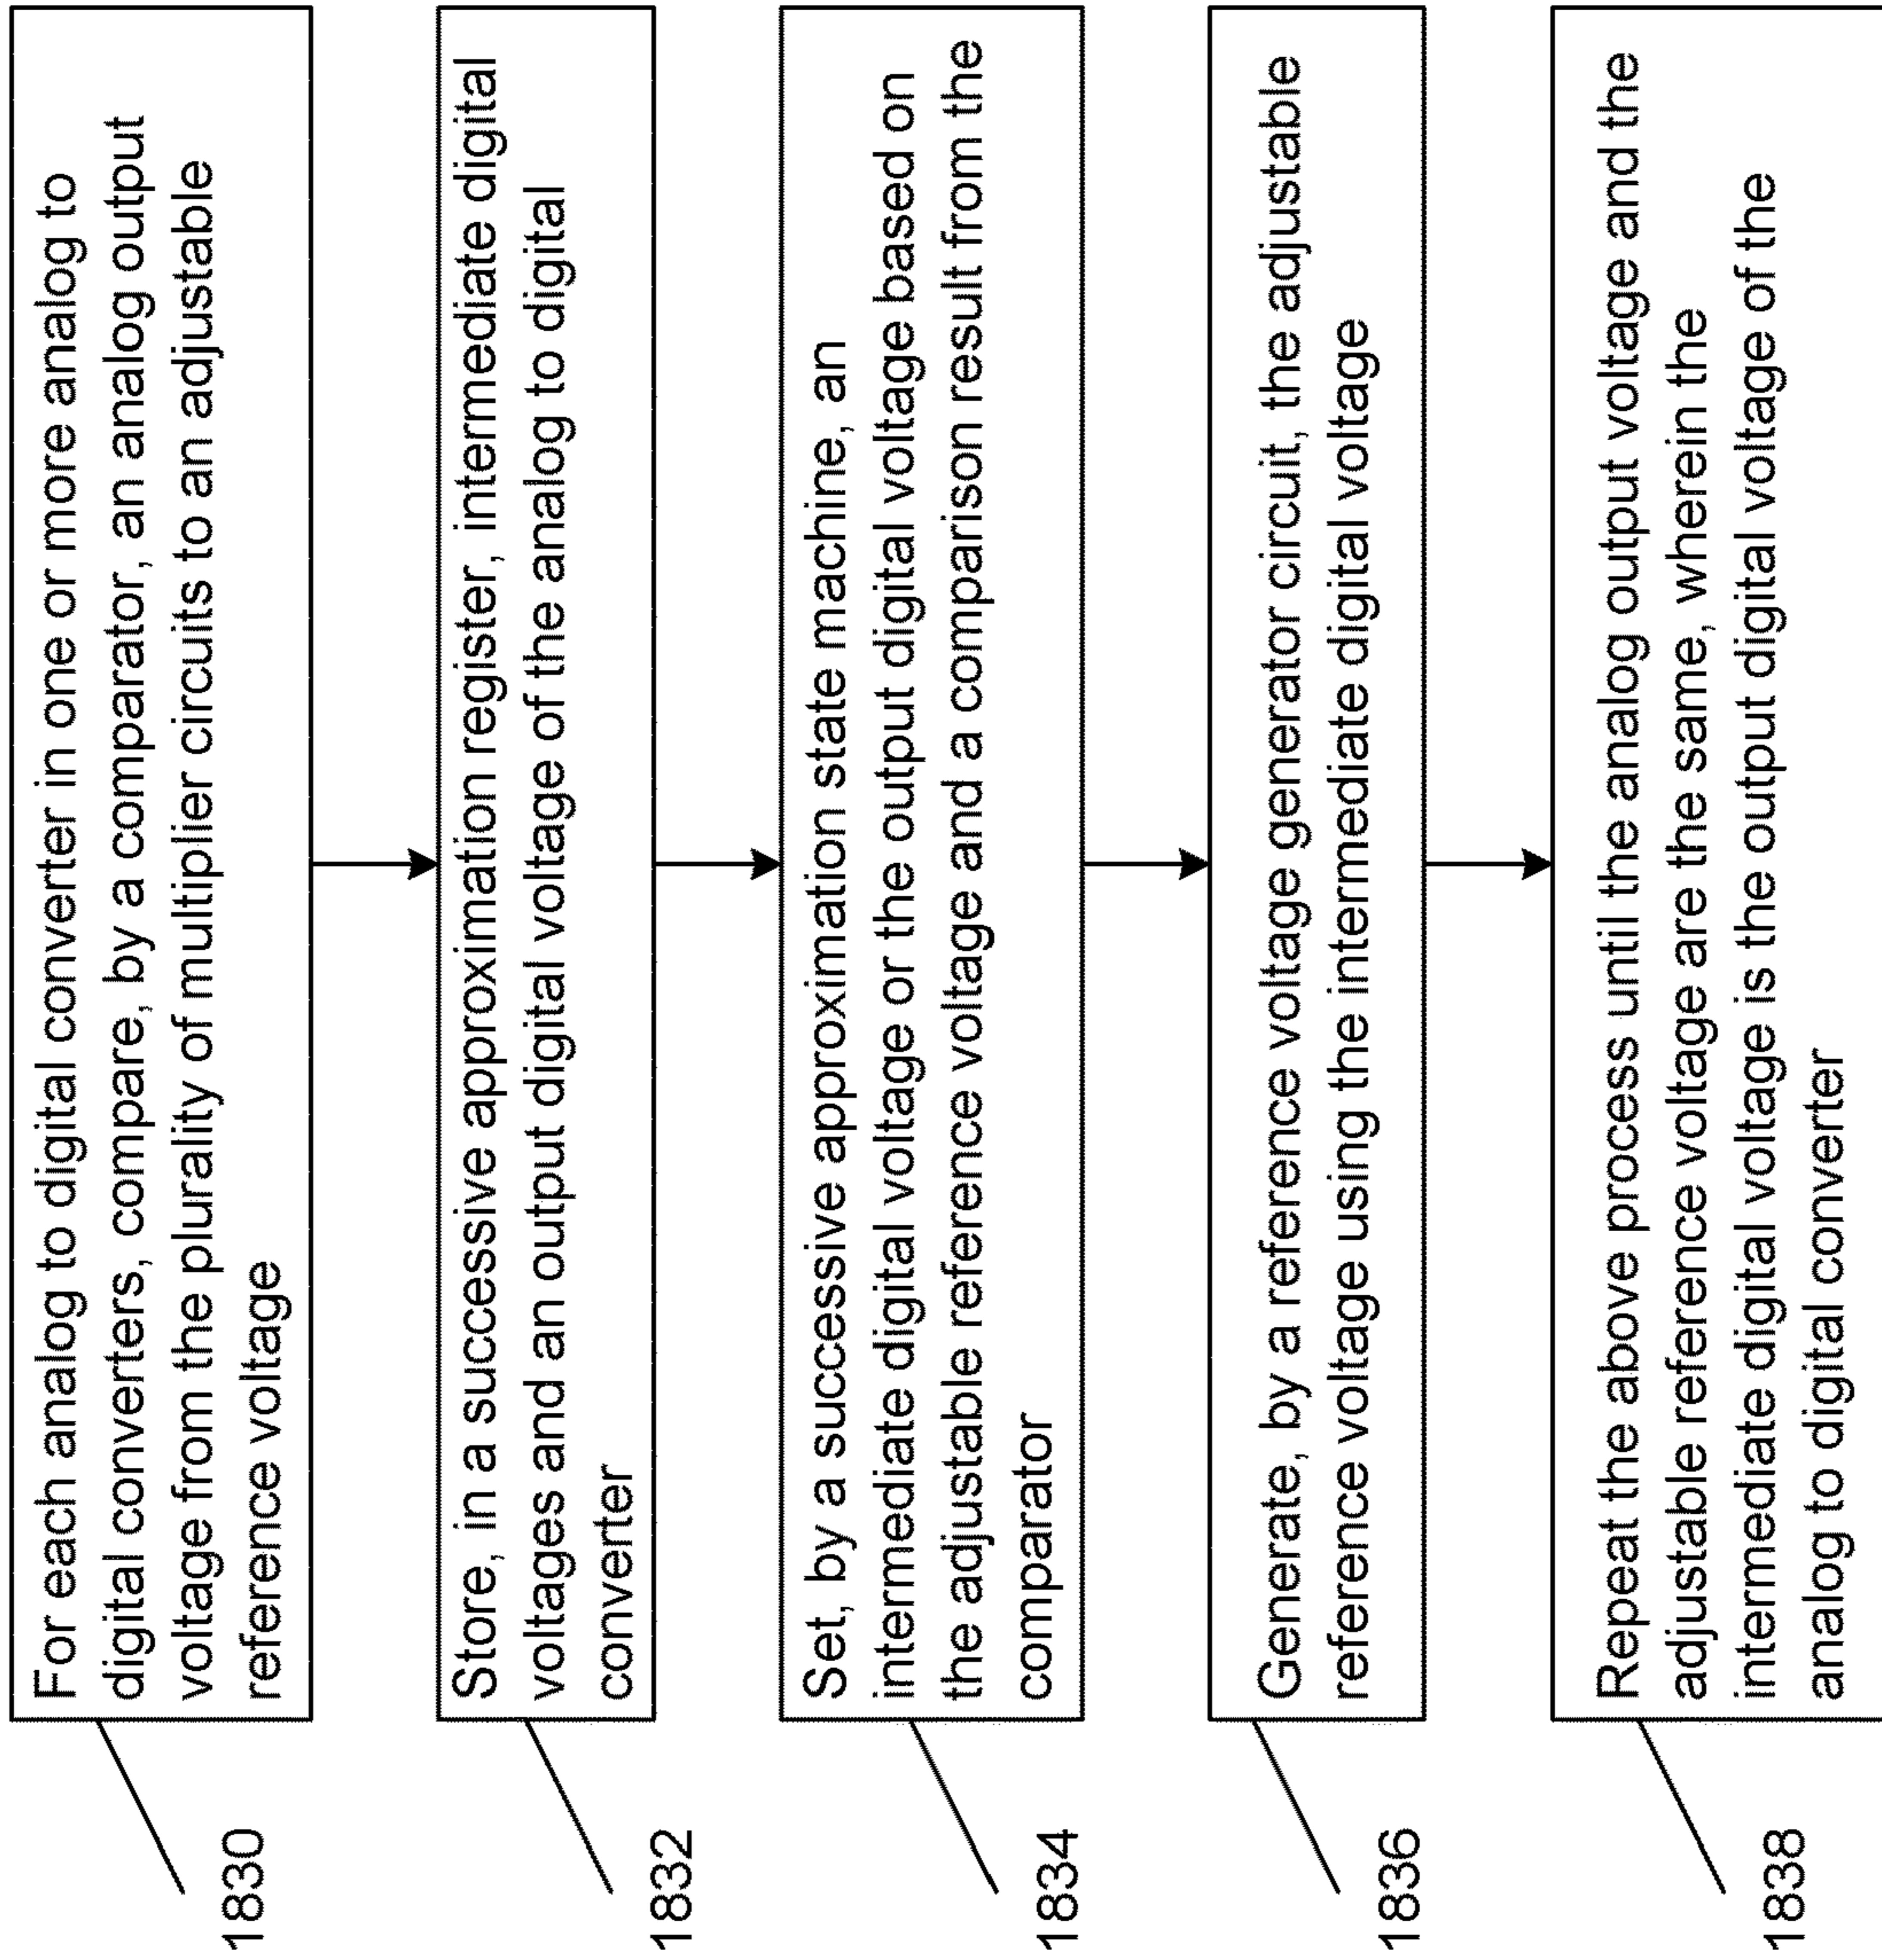 For each analog to digital converter in one or more analog to
digital converters, compare, by a comparator, an analog output
voltage from the plurality of multiplier circuits to an adjustable
reference voltage
1830
Store, in a successive approximation register, intermediate digital
voltages and an output digital voltage of the analog to digital
converter
1832
Set, by a successive approximation state machine, an
intermediate digital voltage or the output digital voltage based on
the adjustable reference voltage and a comparison result from the
comparator
1834
Generate, by a reference voltage generator circuit, the adjustable
reference voltage using the intermediate digital voltage
1836
Repeat the above process until the analog output voltage and the
adjustable reference voltage are the same, wherein the
intermediate digital voltage is the output digital voltage of the
analog to digital converter
1838